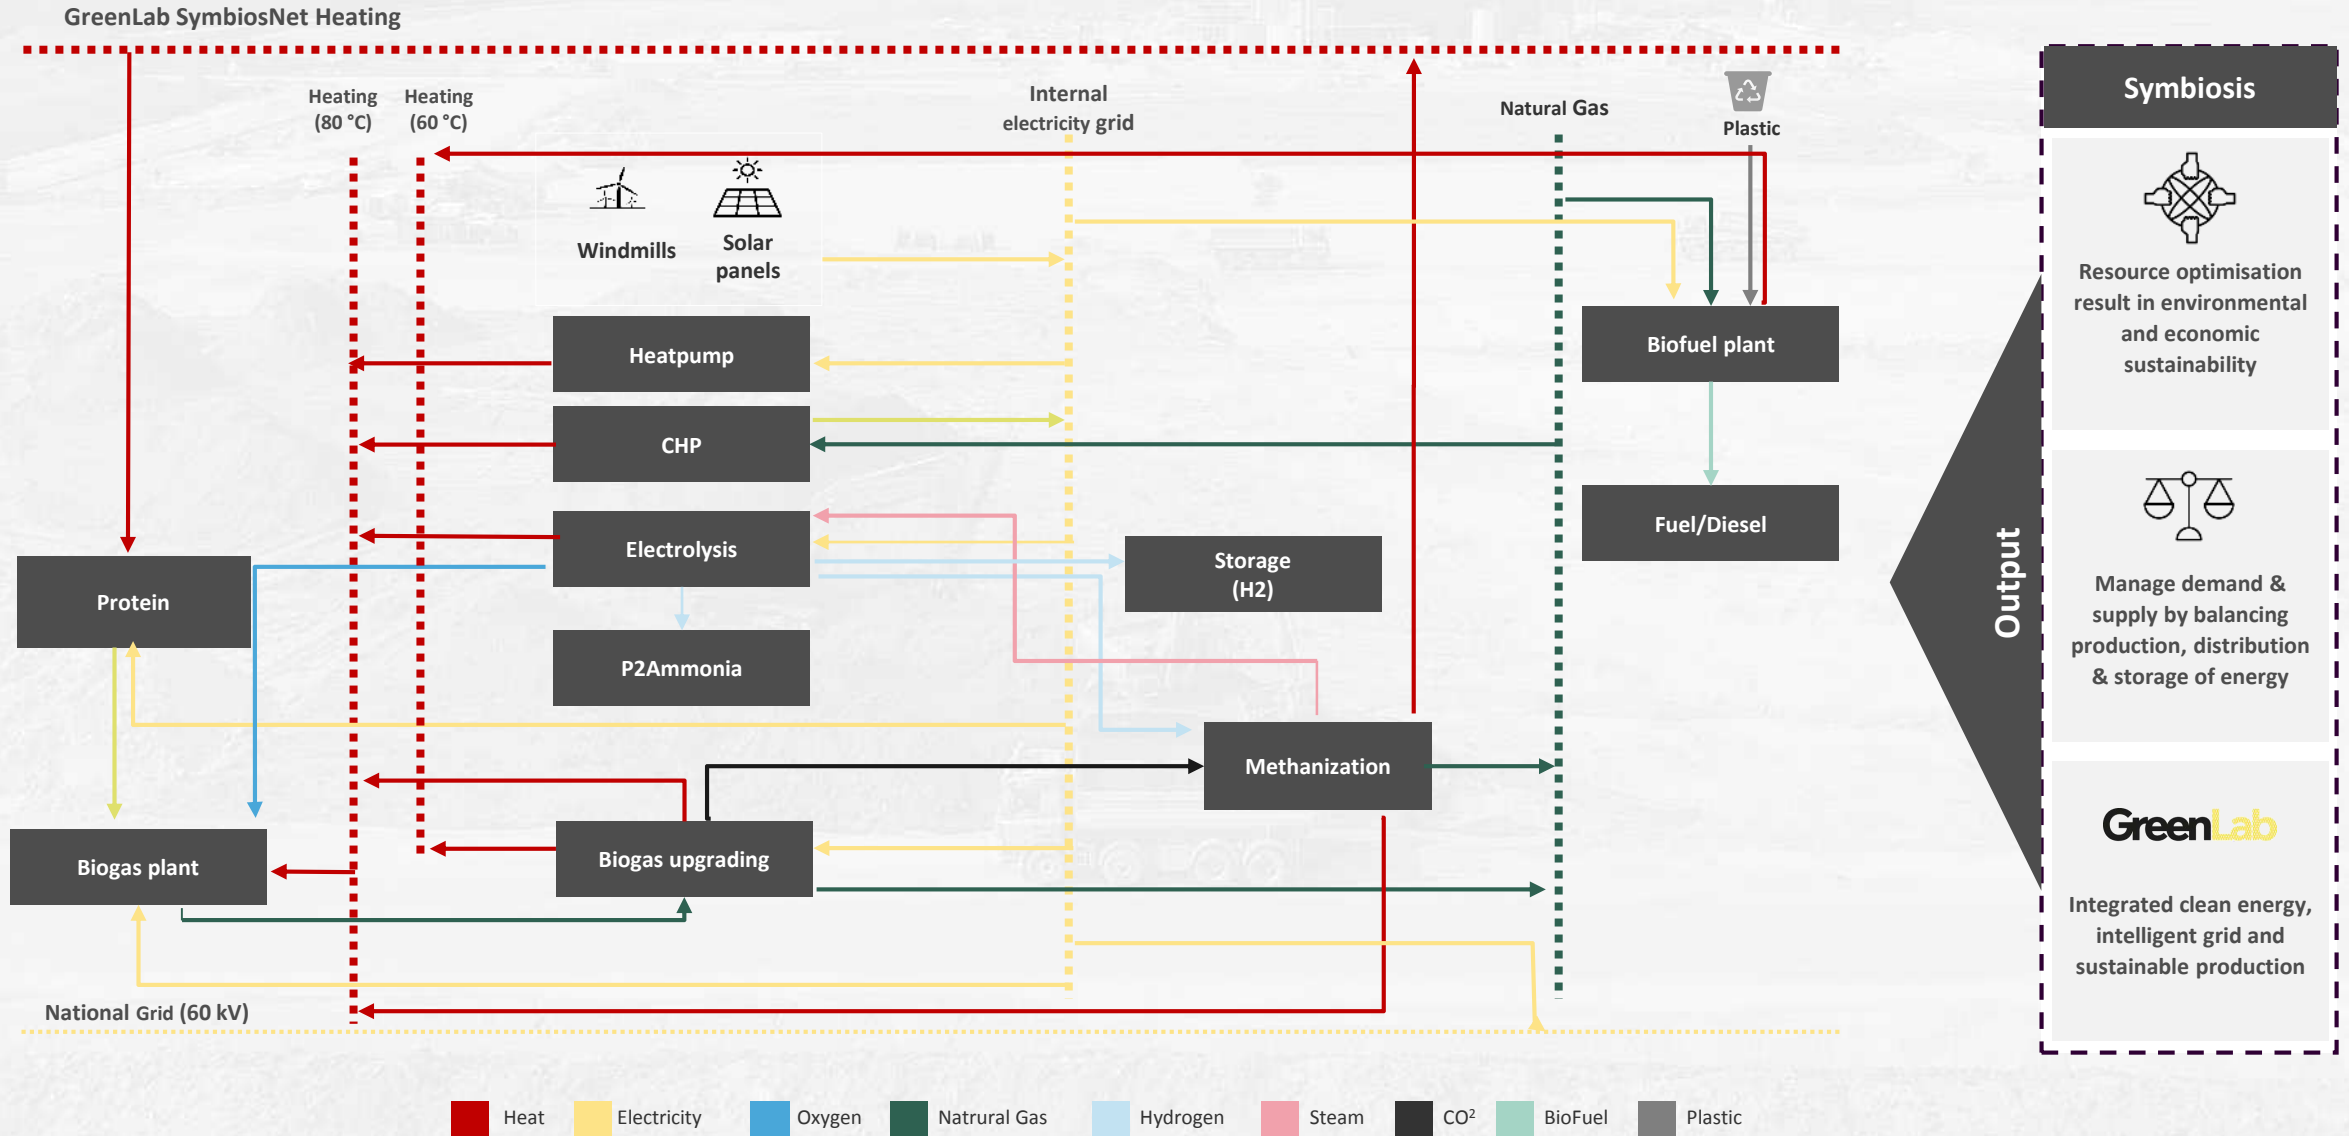 GreenLab SymbiosNet Heating
Heating
(80 °C)
Heating
(60 °C)
Internal
electricity grid
Natural Gas
Plastic
Windmills
Solar
panels
Heatpump
CHP
Electrolysis
P2Ammonia
Storage
(H2)
Biofuel plant
Fuel/Diesel
Protein
Methanization
Biogas plant
Biogas upgrading
National Grid (60 kV)
Output
Symbiosis
Resource optimisation
result in environmental
and economic
sustainability
Manage demand &
supply by balancing
production, distribution
& storage of energy
GreenLab
Integrated clean energy,
intelligent grid and
sustainable production
Heat
Electricity
Oxygen
Natrural Gas
Hydrogen
Steam
CO²
BioFuel
Plastic